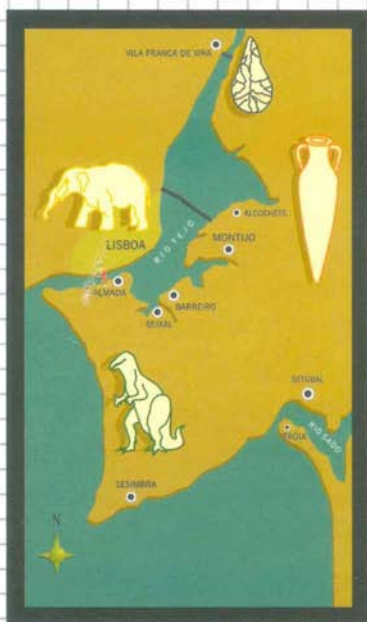 VILA FRANCA DE XIRA
ALCOCHETE
LISBOA
RIO TEJO
MONTIJO
ALMADA
BARREIRO
SEIXAL
SETÚBAL
RIO SADO
TRÓIA
SESIMBRA
N